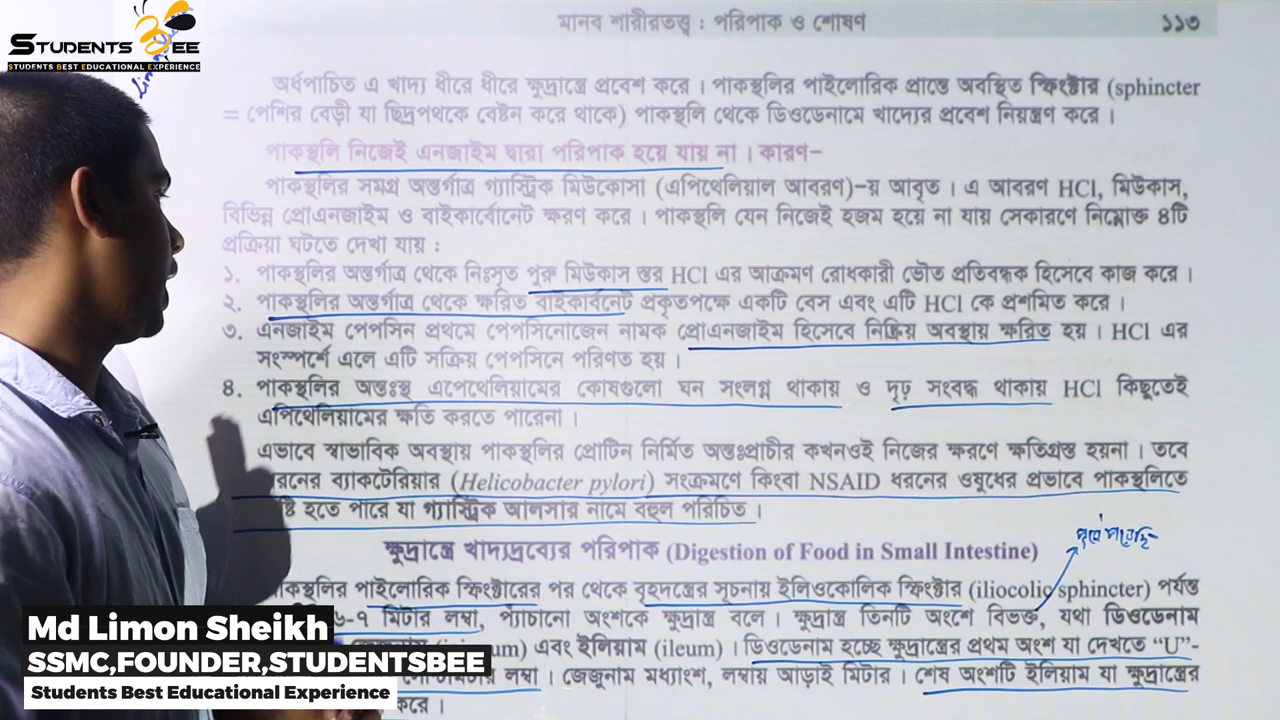 STUDENTS BEE
STUDENTS BEST EDUCATIONAL EXPERIENCE
মানব শারীরতত্ত্ব : পরিপাক ও শোষণ ১১৩
অর্ধপাচিত এ খাদ্য ধীরে ধীরে ক্ষুদ্রান্ত্রে প্রবেশ করে । পাকস্থলির পাইলোরিক প্রান্তে অবস্থিত স্ফিংক্টার (sphincter
= পেশির বেড়ী যা ছিদ্রপথকে বেষ্টন করে থাকে) পাকস্থলি থেকে ডিওডেনামে খাদ্যের প্রবেশ নিয়ন্ত্রণ করে ।
পাকস্থলি নিজেই এনজাইম দ্বারা পরিপাক হয়ে যায় না । কারণ–
পাকস্থলির সমগ্র অন্তর্গাত্র গ্যাস্ট্রিক মিউকোসা (এপিথেলিয়াল আবরণ)-য় আবৃত । এ আবরণ HCl, মিউকাস,
বিভিন্ন প্রোএনজাইম ও বাইকার্বোনেট ক্ষরণ করে । পাকস্থলি যেন নিজেই হজম হয়ে না যায় সেকারণে নিম্নোক্ত ৪টি
প্রক্রিয়া ঘটতে দেখা যায় :
১. পাকস্থলির অন্তর্গাত্র থেকে নিঃসৃত পুরু মিউকাস স্তর HCl এর আক্রমণ রোধকারী ভৌত প্রতিবন্ধক হিসেবে কাজ করে ।
২. পাকস্থলির অন্তর্গাত্র থেকে ক্ষরিত বাইকার্বনেট প্রকৃতপক্ষে একটি বেস এবং এটি HCl কে প্রশমিত করে ।
৩. এনজাইম পেপসিন প্রথমে পেপসিনোজেন নামক প্রোএনজাইম হিসেবে নিষ্ক্রিয় অবস্থায় ক্ষরিত হয় । HCl এর
সংস্পর্শে এলে এটি সক্রিয় পেপসিনে পরিণত হয় ।
৪. পাকস্থলির অন্তঃস্থ এপেথেলিয়ামের কোষগুলো ঘন সংলগ্ন থাকায় ও দৃঢ় সংবদ্ধ থাকায় HCl কিছুতেই
এপিথেলিয়ামের ক্ষতি করতে পারেনা ।
এভাবে স্বাভাবিক অবস্থায় পাকস্থলির প্রোটিন নির্মিত অন্তঃপ্রাচীর কখনওই নিজের ক্ষরণে ক্ষতিগ্রস্ত হয়না । তবে
রনের ব্যাকটেরিয়ার (Helicobacter pylori) সংক্রমণে কিংবা NSAID ধরনের ওষুধের প্রভাবে পাকস্থলিতে
ষ্টি হতে পারে যা গ্যাস্ট্রিক আলসার নামে বহুল পরিচিত ।
ক্ষুদ্রান্ত্রে খাদ্যদ্রব্যের পরিপাক (Digestion of Food in Small Intestine)
পাকস্থলির পাইলোরিক স্ফিংক্টারের পর থেকে বৃহদন্ত্রের সূচনায় ইলিওকোলিক স্ফিংক্টার (iliocolic sphincter) পর্যন্ত
৬-৭ মিটার লম্বা, প্যাঁচানো অংশকে ক্ষুদ্রান্ত্র বলে । ক্ষুদ্রান্ত্র তিনটি অংশে বিভক্ত, যথা ডিওডেনাম
um) এবং ইলিয়াম (ileum) । ডিওডেনাম হচ্ছে ক্ষুদ্রান্ত্রের প্রথম অংশ যা দেখতে “U”-
লম্বা । জেজুনাম মধ্যাংশ, লম্বায় আড়াই মিটার । শেষ অংশটি ইলিয়াম যা ক্ষুদ্রান্ত্রের
করে ।
Md Limon Sheikh
SSMC,FOUNDER,STUDENTSBEE
Students Best Educational Experience